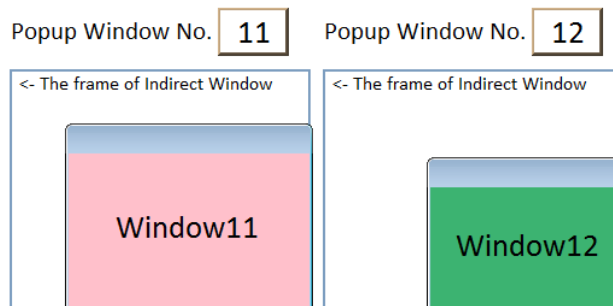 Popup Window No. 11 Popup Window No. 12
<- The frame of Indirect Window <- The frame of Indirect Window
Window11
Window12